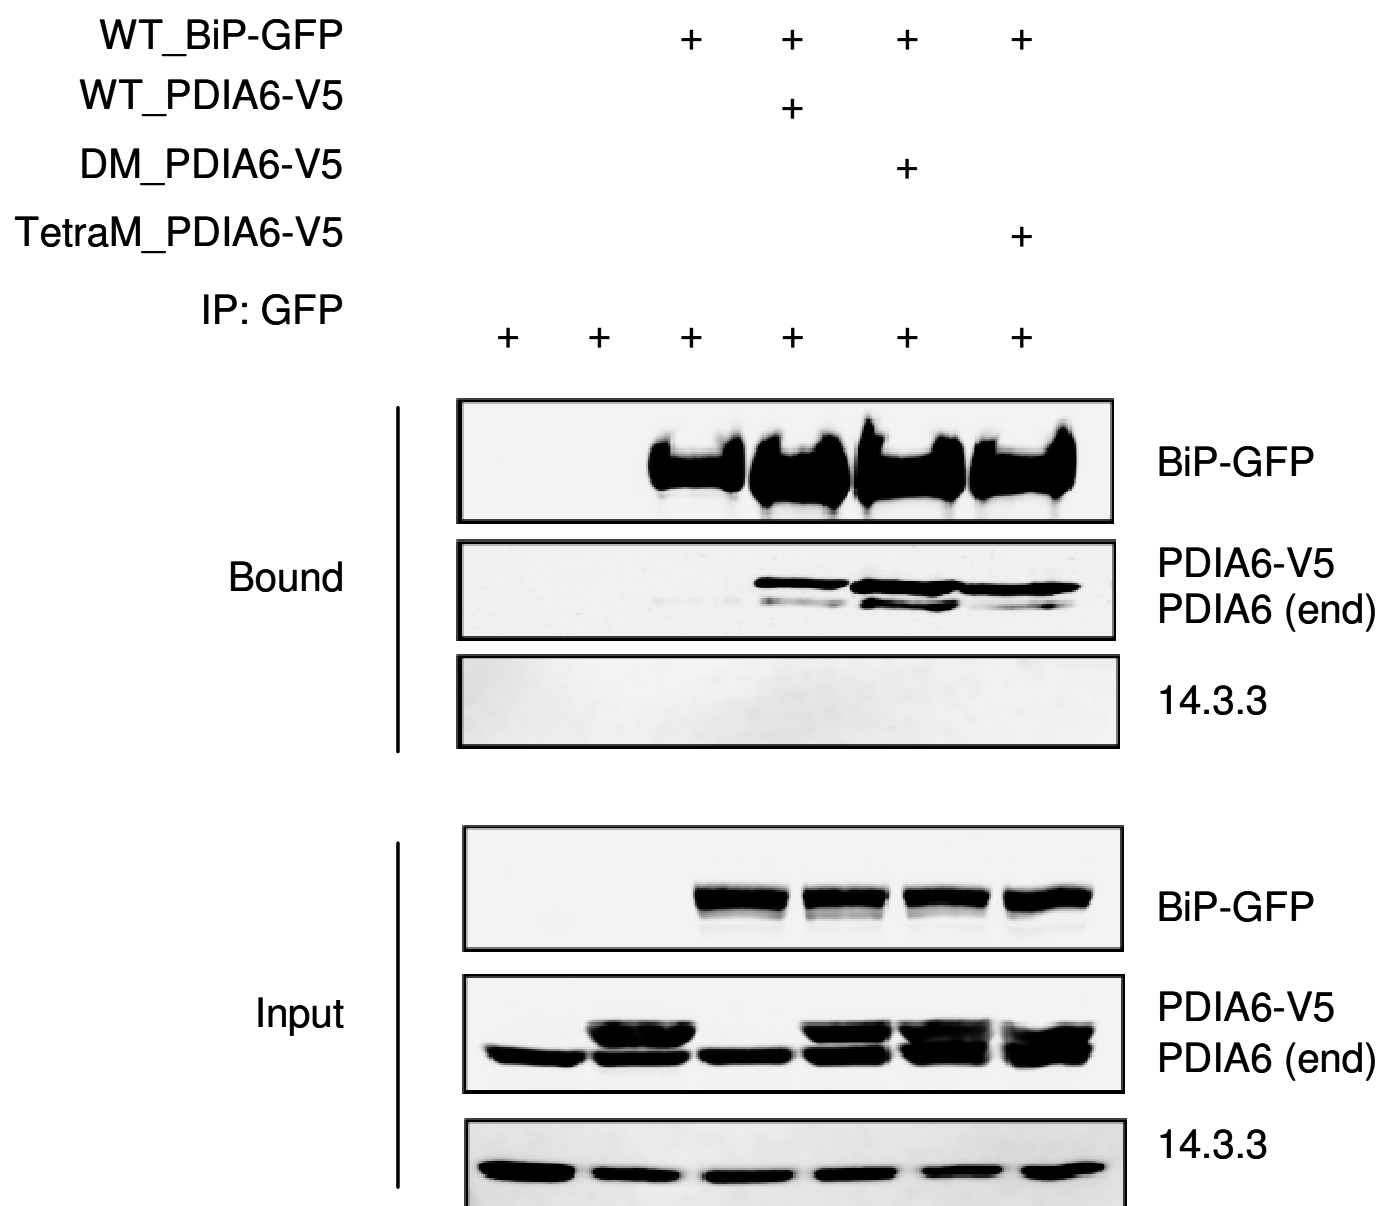 WT_BiP-GFP + + + +
WT_PDIA6-V5 +
DM_PDIA6-V5 +
TetraM_PDIA6-V5 +
IP: GFP
+ + + + + +
BiP-GFP
Bound
PDIA6-V5
PDIA6 (end)
14.3.3
BiP-GFP
Input
PDIA6-V5
PDIA6 (end)
14.3.3